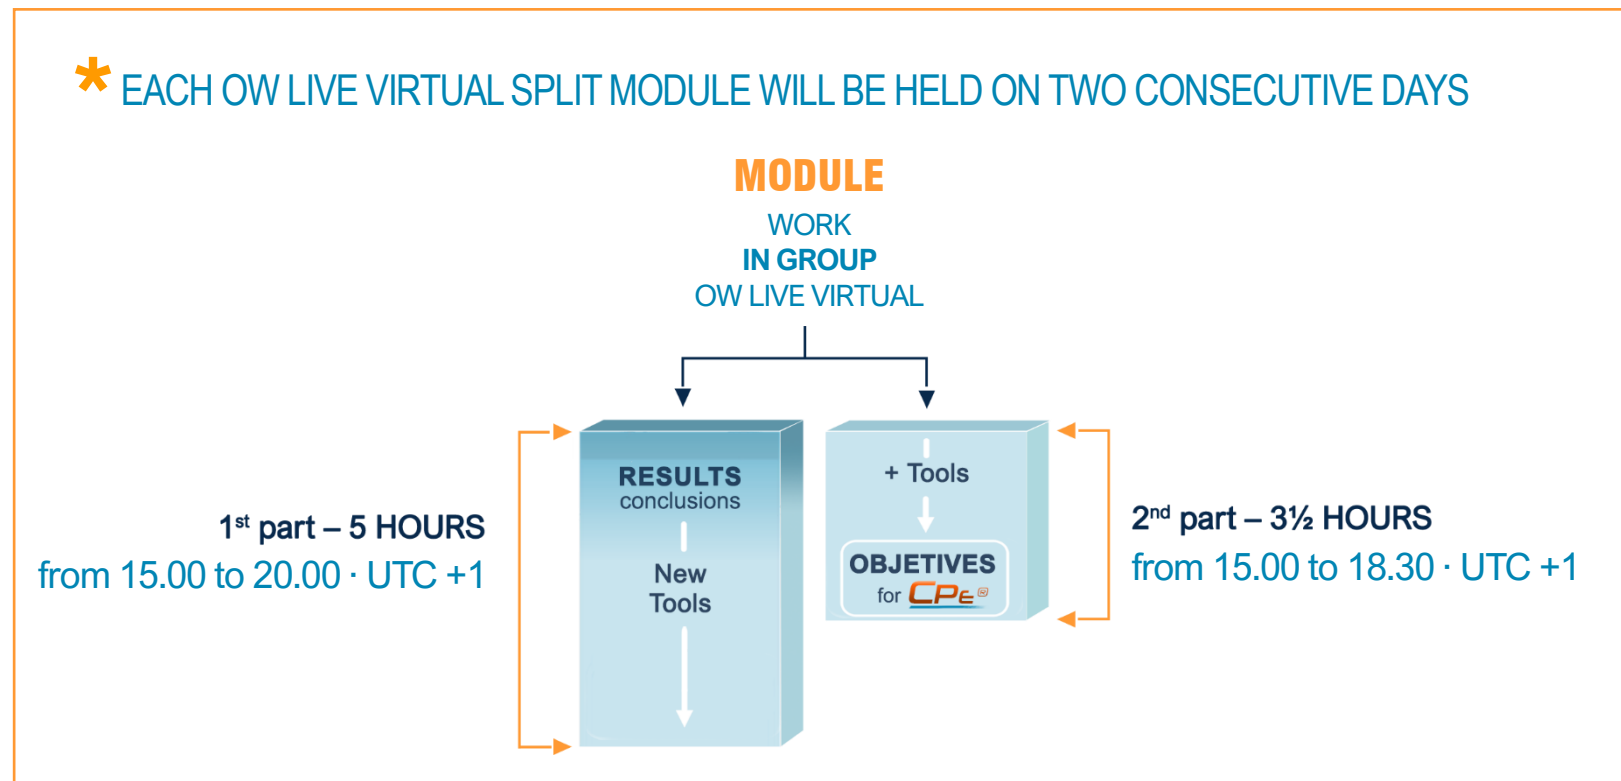 * EACH OW LIVE VIRTUAL SPLIT MODULE WILL BE HELD ON TWO CONSECUTIVE DAYS
MODULE
WORK
IN GROUP
OW LIVE VIRTUAL
1st part – 5 HOURS
from 15.00 to 20.00 · UTC +1
RESULTS
conclusions
New
Tools
+ Tools
OBJETIVES
for CPE
2nd part – 3½ HOURS
from 15.00 to 18.30 · UTC +1